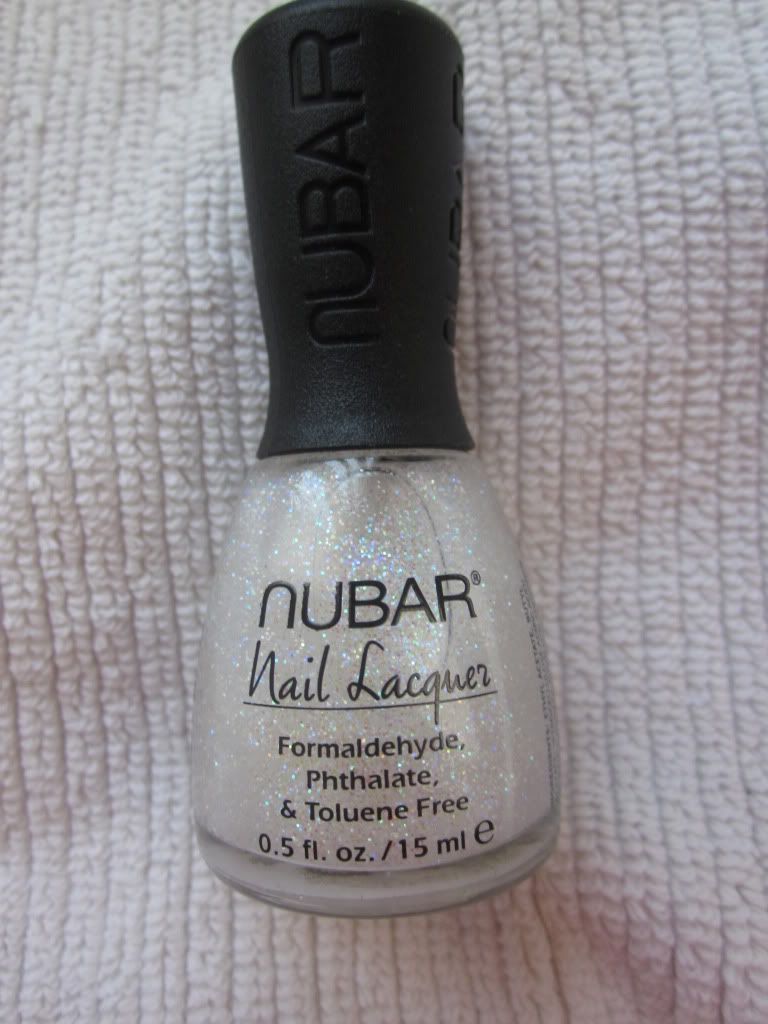 NUBAR
NUBAR®
Nail Lacquer
Formaldehyde,
Phthalate,
& Toluene Free
0.5 fl. oz./15 ml ℮